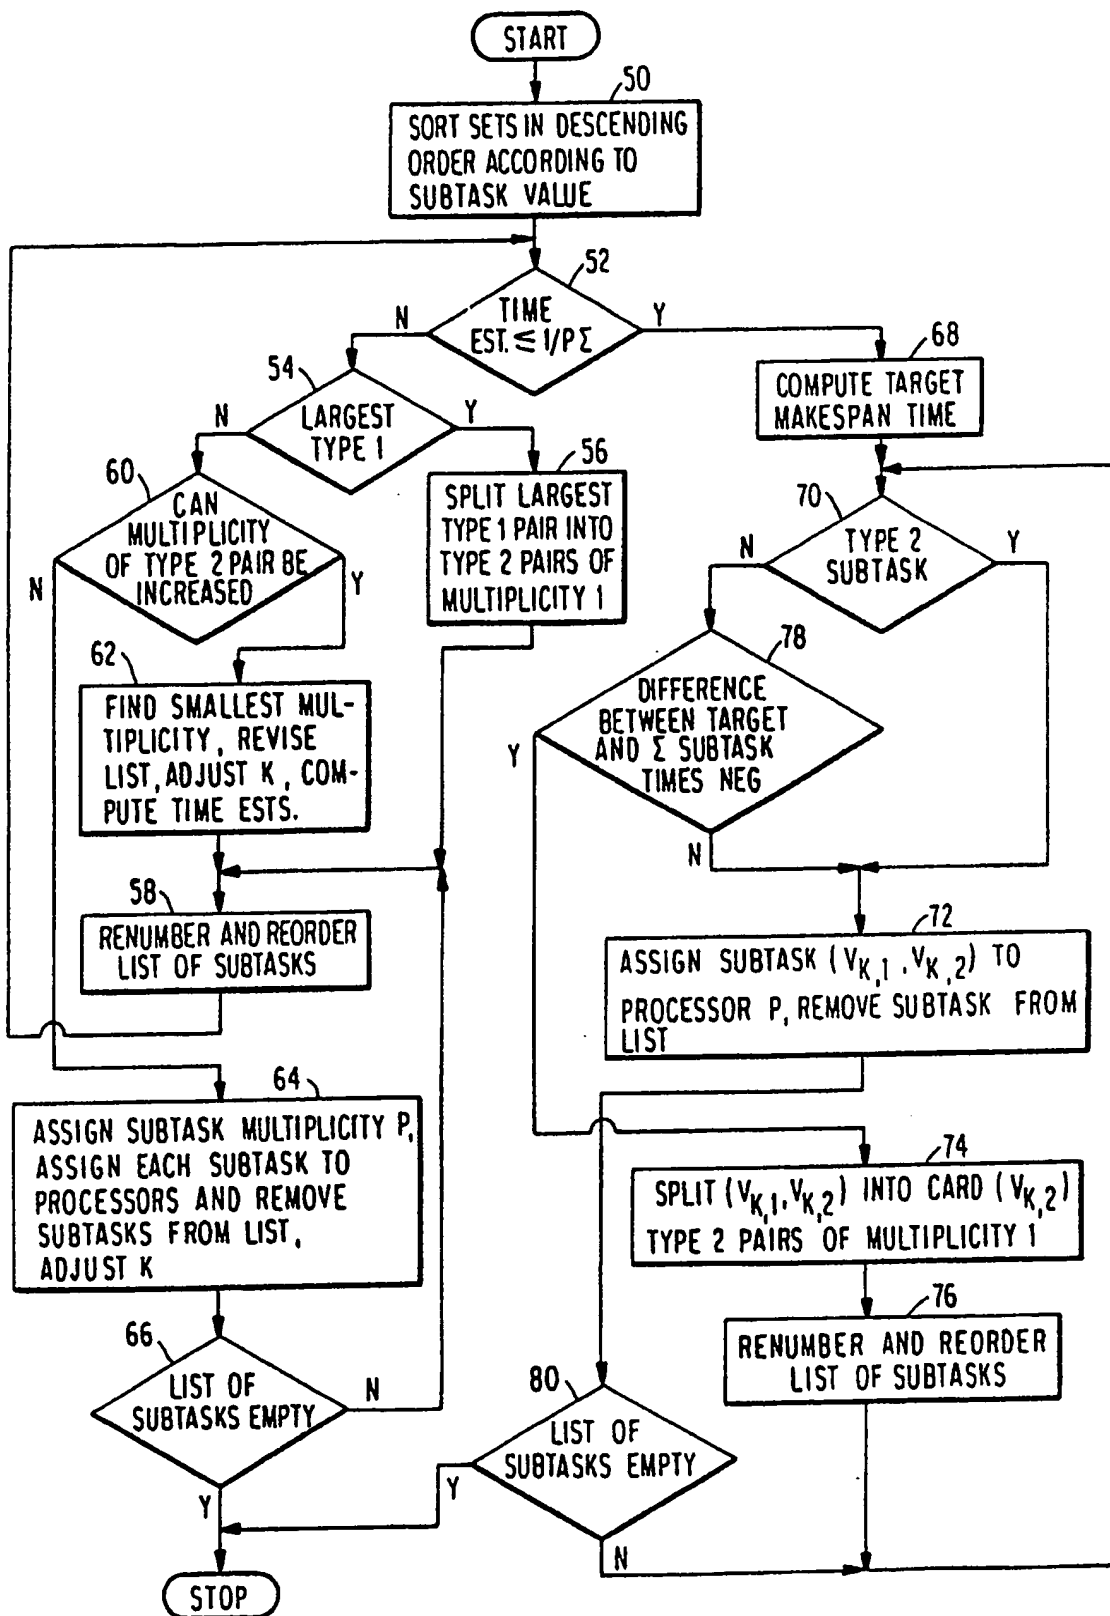 START
50
SORT SETS IN DESCENDING
ORDER ACCORDING TO
SUBTASK VALUE
52
TIME
EST. ≤ 1/P Σ
N
Y
54
LARGEST
TYPE 1
N
Y
68
COMPUTE TARGET
MAKESPAN TIME
60
CAN
MULTIPLICITY
OF TYPE 2 PAIR BE
INCREASED
N
Y
56
SPLIT LARGEST
TYPE 1 PAIR INTO
TYPE 2 PAIRS OF
MULTIPLICITY 1
70
TYPE 2
SUBTASK
N
Y
62
FIND SMALLEST MUL-
TIPLICITY, REVISE
LIST, ADJUST K, COM-
PUTE TIME ESTS.
78
DIFFERENCE
BETWEEN TARGET
AND Σ SUBTASK
TIMES NEG
Y
N
58
RENUMBER AND REORDER
LIST OF SUBTASKS
72
ASSIGN SUBTASK (V_K,1, V_K,2) TO
PROCESSOR P, REMOVE SUBTASK FROM
LIST
64
ASSIGN SUBTASK MULTIPLICITY P,
ASSIGN EACH SUBTASK TO
PROCESSORS AND REMOVE
SUBTASKS FROM LIST,
ADJUST K
74
SPLIT (V_K,1, V_K,2) INTO CARD (V_K,2)
TYPE 2 PAIRS OF MULTIPLICITY 1
76
RENUMBER AND REORDER
LIST OF SUBTASKS
66
LIST OF
SUBTASKS EMPTY
N
Y
80
LIST OF
SUBTASKS EMPTY
Y
N
STOP